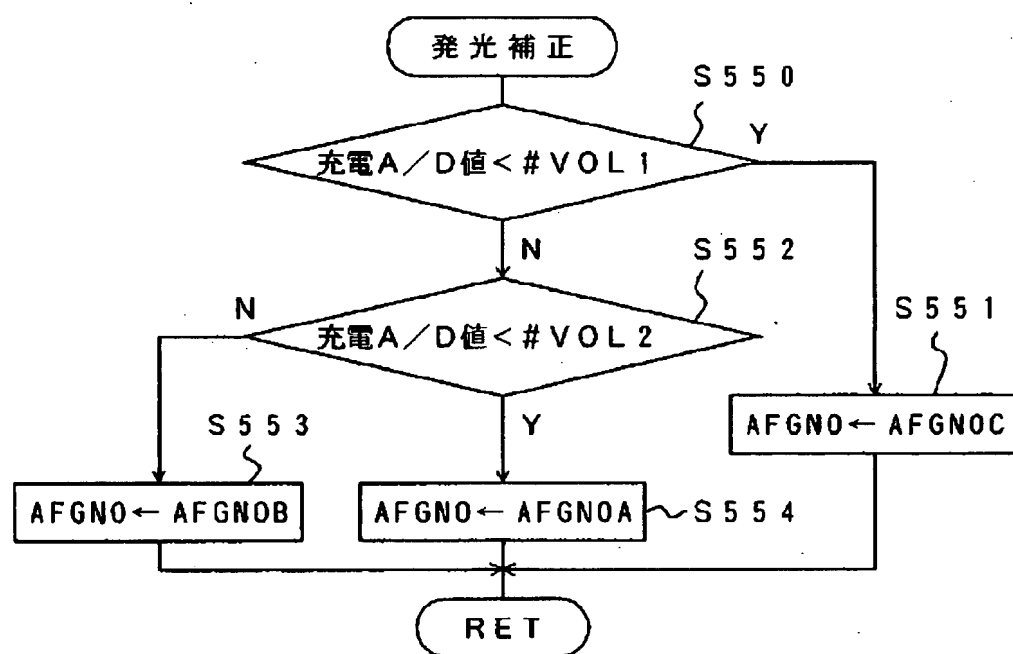 発光補正
S550
充電A/D値<#VOL1
Y
N
S552
充電A/D値<#VOL2
N
Y
S551
AFGNO← AFGNOC
S553
AFGNO← AFGNOB
AFGNO← AFGNOA
S554
RET